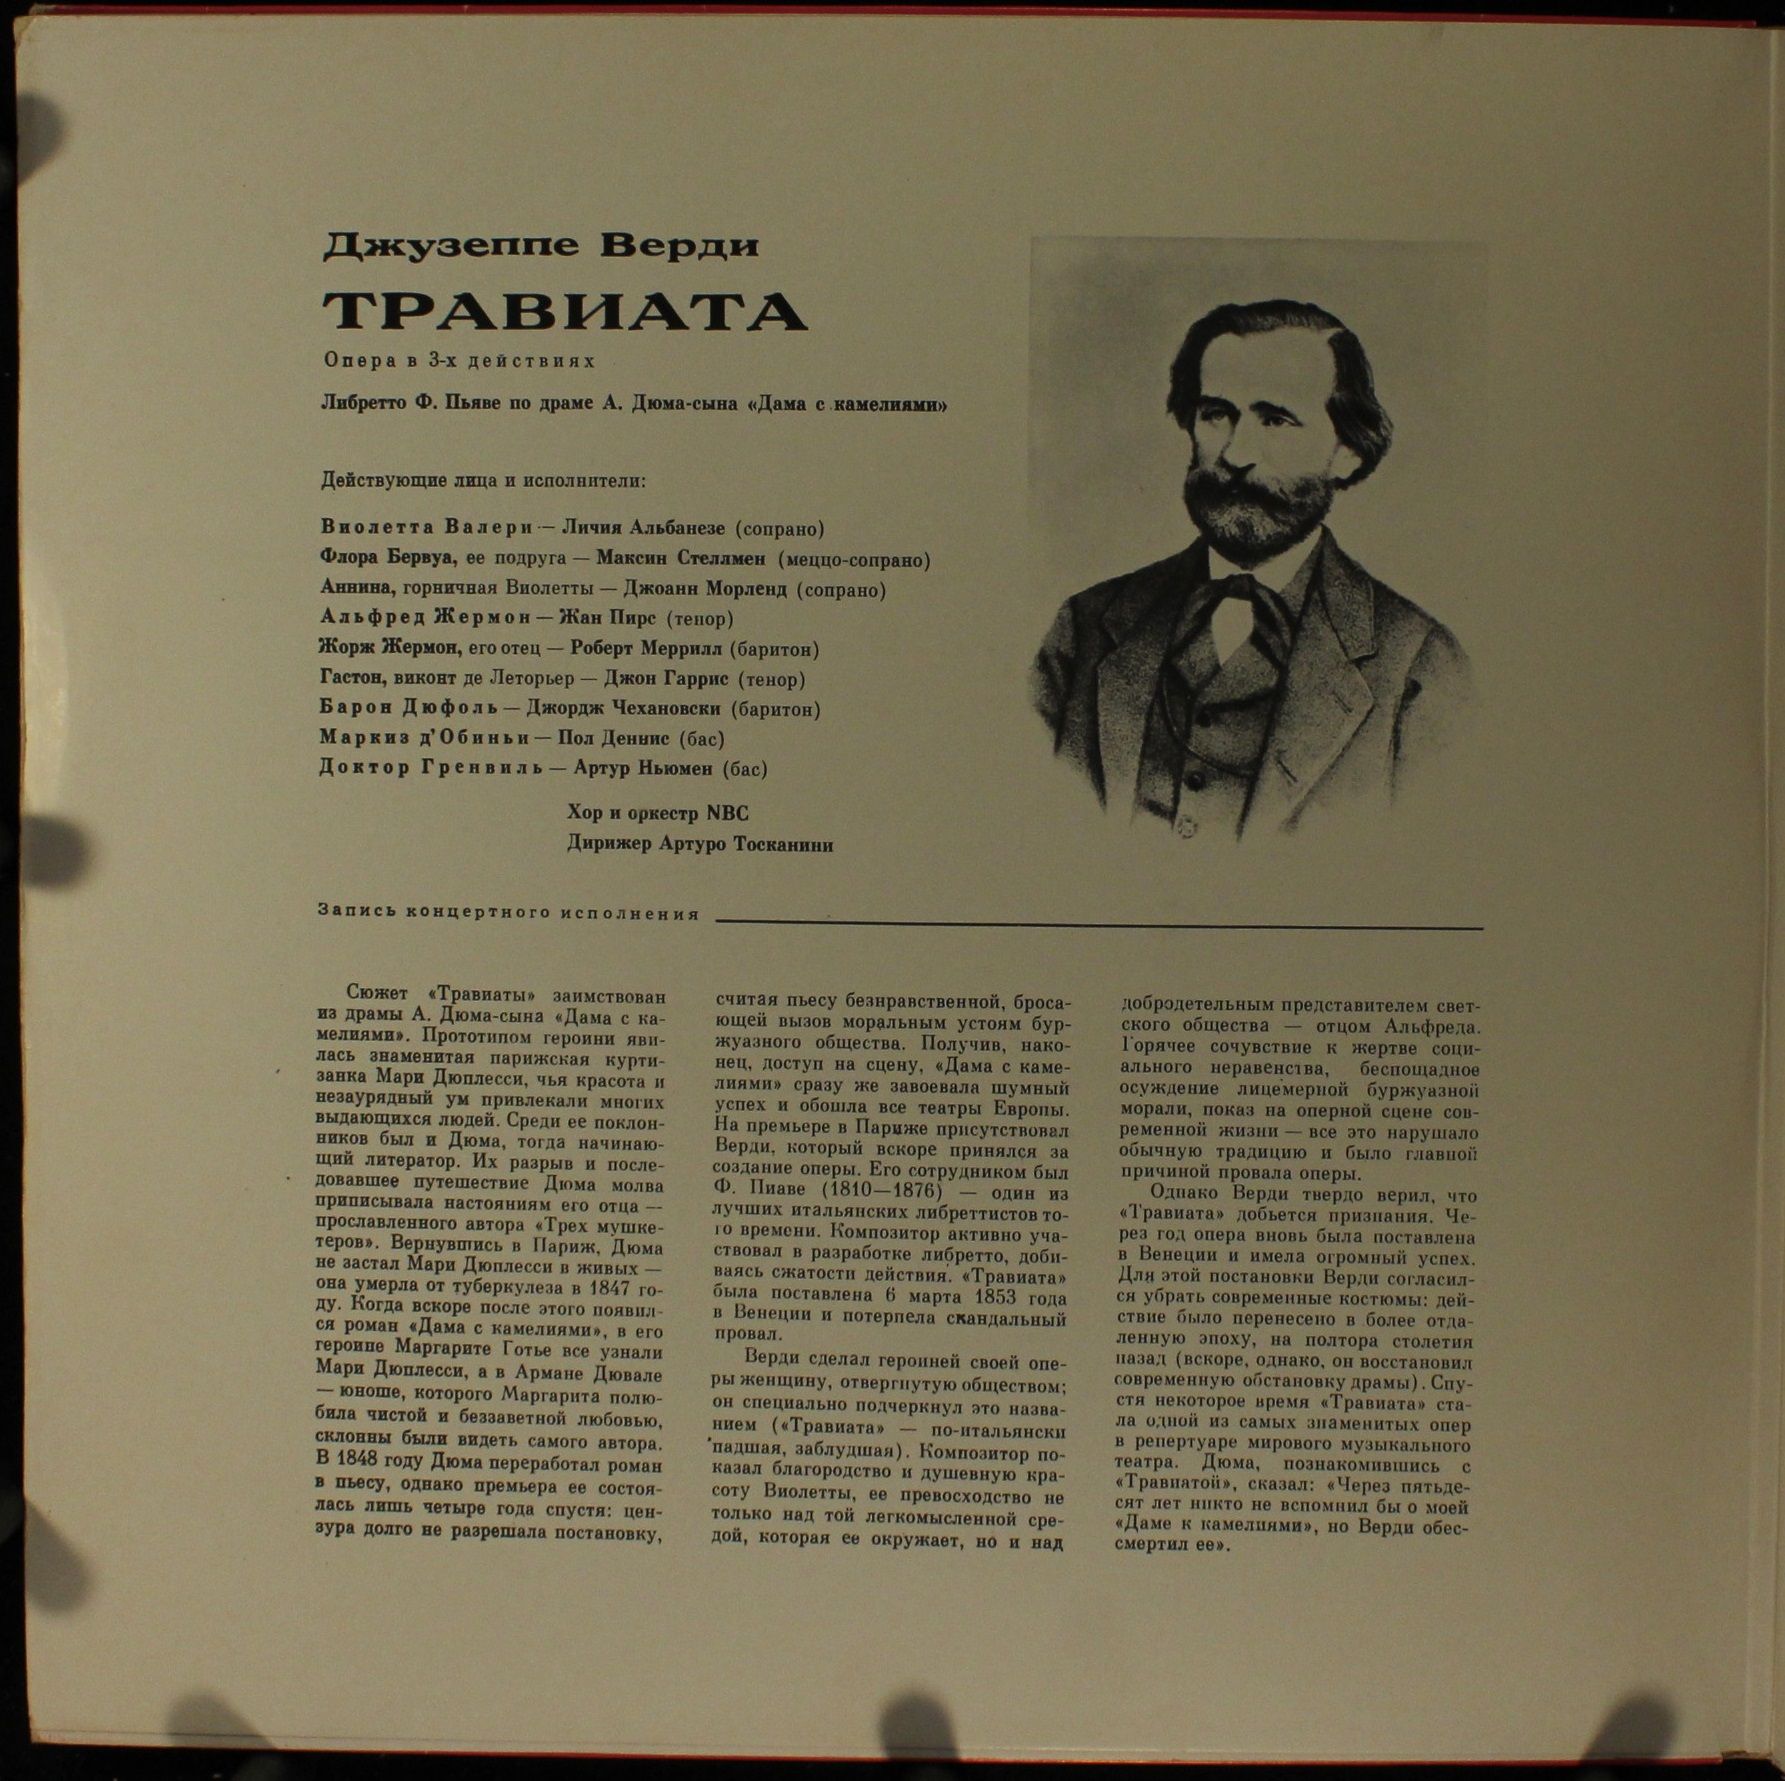 Джузеппе Верди
ТРАВИАТА
Опера в 3-х действиях
Либретто Ф. Пьяве по драме А. Дюма-сына «Дама с камелиями»
Действующие лица и исполнители:
Виолетта Валери — Личия Альбанезе (сопрано)
Флора Бервуа, ее подруга — Максин Стеллмен (меццо-сопрано)
Аннина, горничная Виолетты — Джоанн Морленд (сопрано)
Альфред Жермон — Жан Пирс (тенор)
Жорж Жермон, его отец — Роберт Меррилл (баритон)
Гастон, виконт де Леторьер — Джон Гаррис (тенор)
Барон Дюфоль — Джордж Чехановски (баритон)
Маркиз д’Обиньи — Пол Деннис (бас)
Доктор Гренвиль — Артур Ньюмен (бас)
Хор и оркестр NBC
Дирижер Артуро Тосканини
Запись концертного исполнения
Сюжет «Травиаты» заимствован
из драмы А. Дюма-сына «Дама с ка-
мелиями». Прототипом героини яви-
лась знаменитая парижская курти-
занка Мари Дюплесси, чья красота и
незаурядный ум привлекали многих
выдающихся людей. Среди ее поклон-
ников был и Дюма, тогда начинаю-
щий литератор. Их разрыв и после-
довавшее путешествие Дюма молва
приписывала настояниям его отца —
прославленного автора «Трех мушке-
теров». Вернувшись в Париж, Дюма
не застал Мари Дюплесси в живых —
она умерла от туберкулеза в 1847 го-
ду. Когда вскоре после этого появил-
ся роман «Дама с камелиями», в его
героине Маргарите Готье все узнали
Мари Дюплесси, а в Армане Дювале
— юноше, которого Маргарита полю-
била чистой и беззаветной любовью,
склонны были видеть самого автора.
В 1848 году Дюма переработал роман
в пьесу, однако премьера ее состоя-
лась лишь четыре года спустя: цен-
зура долго не разрешала постановку,
считая пьесу безнравственной, броса-
ющей вызов моральным устоям бур-
жуазного общества. Получив, нако-
нец, доступ на сцену, «Дама с каме-
лиями» сразу же завоевала шумный
успех и обошла все театры Европы.
На премьере в Париже присутствовал
Верди, который вскоре принялся за
создание оперы. Его сотрудником был
Ф. Пиаве (1810—1876) — один из
лучших итальянских либреттистов то-
го времени. Композитор активно уча-
ствовал в разработке либретто, доби-
ваясь сжатости действия. «Травиата»
была поставлена 6 марта 1853 года
в Венеции и потерпела скандальный
провал.
Верди сделал героиней своей опе-
ры женщину, отвергнутую обществом;
он специально подчеркнул это назва-
нием («Травиата» — по-итальянски
падшая, заблудшая). Композитор по-
казал благородство и душевную кра-
соту Виолетты, ее превосходство не
только над той легкомысленной сре-
дой, которая ее окружает, но и над
добродетельным представителем свет-
ского общества — отцом Альфреда.
Горячее сочувствие к жертве соци-
ального неравенства, беспощадное
осуждение лицемерной буржуазной
морали, показ на оперной сцене сов-
ременной жизни — все это нарушало
обычную традицию и было главной
причиной провала оперы.
Однако Верди твердо верил, что
«Травиата» добьется признания. Че-
рез год опера вновь была поставлена
в Венеции и имела огромный успех.
Для этой постановки Верди согласил-
ся убрать современные костюмы: дей-
ствие было перенесено в более отда-
ленную эпоху, на полтора столетия
назад (вскоре, однако, он восстановил
современную обстановку драмы). Спу-
стя некоторое время «Травиата» ста-
ла одной из самых знаменитых опер
в репертуаре мирового музыкального
театра. Дюма, познакомившись с
«Травиатой», сказал: «Через пятьде-
сят лет никто не вспомнил бы о моей
«Даме к камелиями», но Верди обес-
смертил ее».